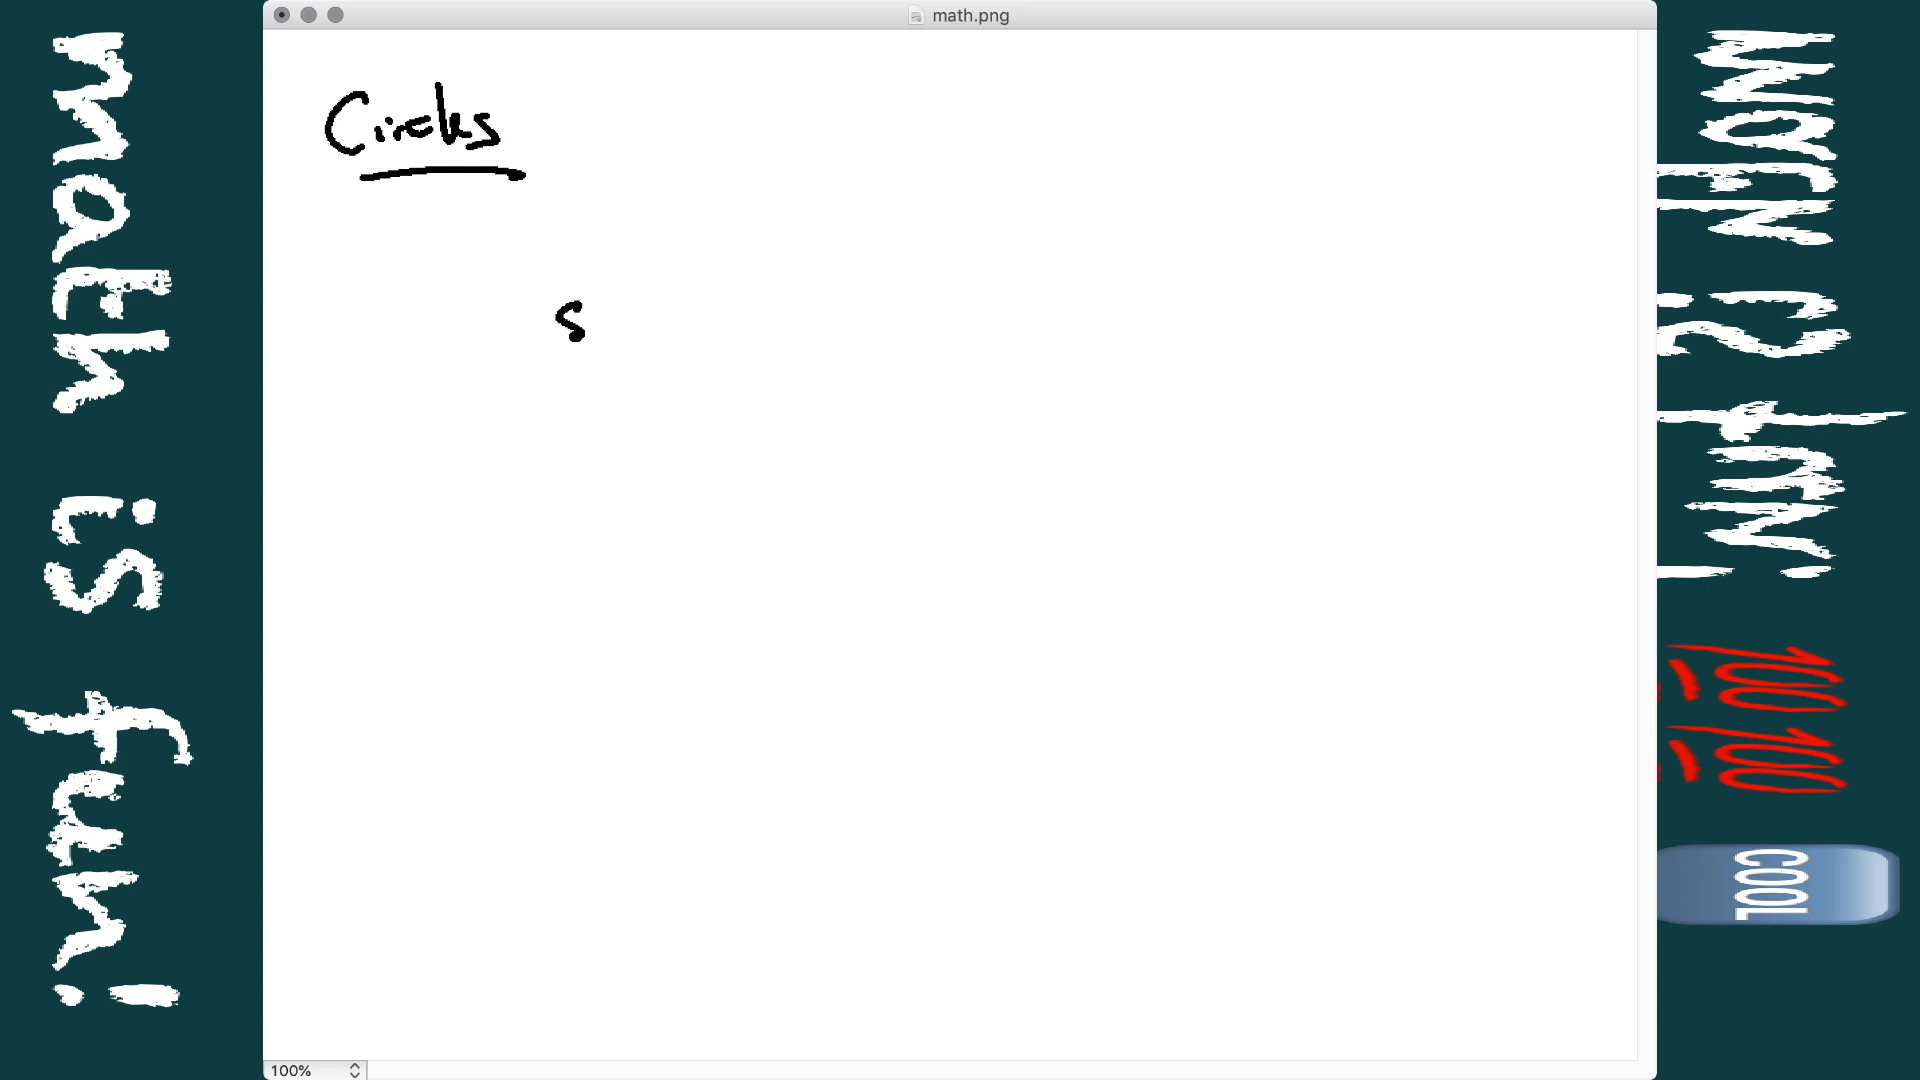 math.png
Circles
S
100%
math is fun!
Math is fun!
100
100
COOL